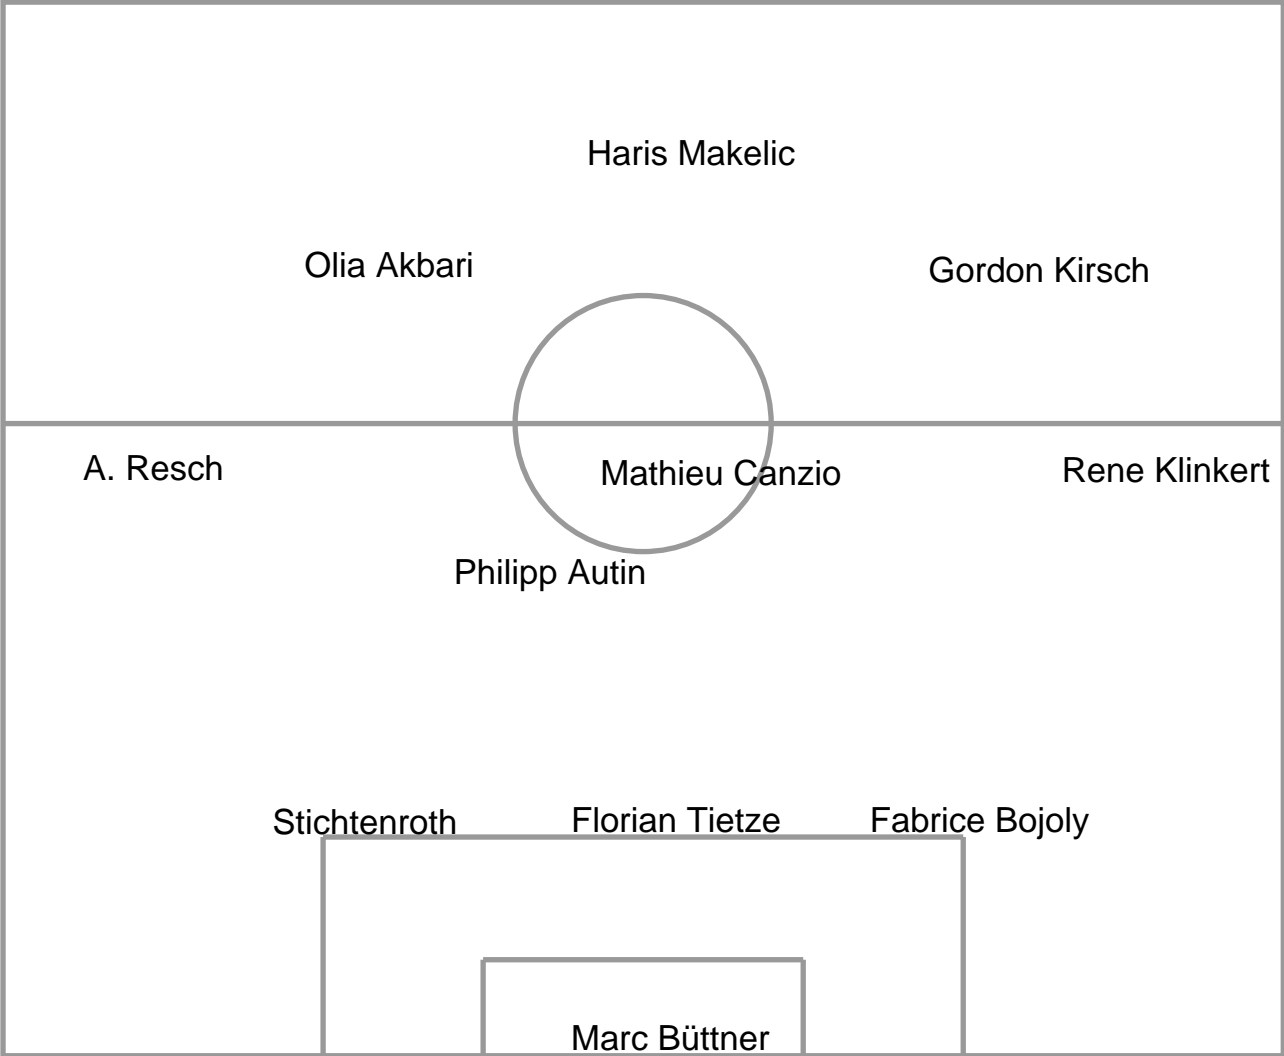 Haris Makelic
Olia Akbari
Gordon Kirsch
A. Resch
Mathieu Canzio
Rene Klinkert
Philipp Autin
Stichtenroth
Florian Tietze
Fabrice Bojoly
Marc Büttner